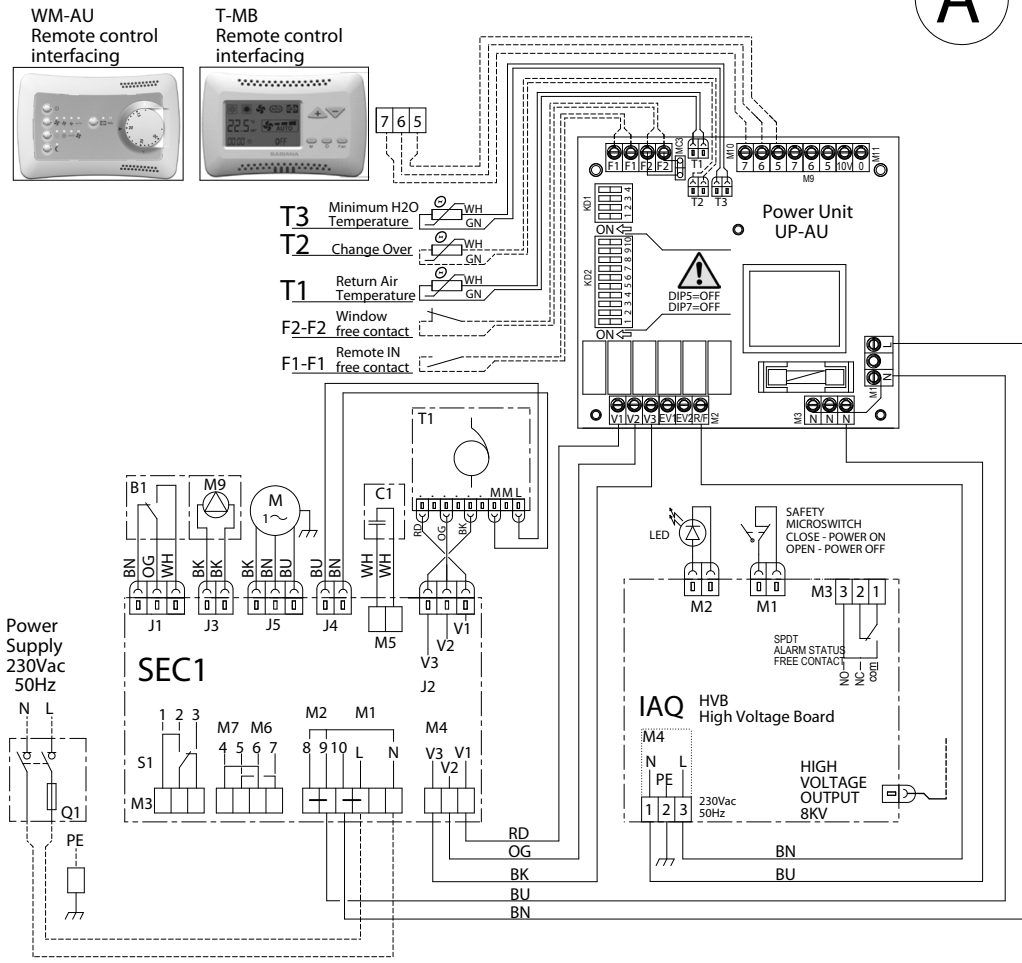 A
WM-AU
Remote control
interfacing
T-MB
Remote control
interfacing
22.5
AUTO
00:00
OFF
SABIANA
7 6 5
T3 Minimum H2O
Temperature
WH
GN
T2 Change Over
WH
GN
T1 Return Air
Temperature
WH
GN
F2-F2 Window
free contact
F1-F1 Remote IN
free contact
F1 F1 F2 F2
MC3
T1
T2 T3
M10
7 6 5 7 6 5 10V 0
M11
M9
Power Unit
UP-AU
KD1
1 2 3 4
ON
KD2
1 2 3 4 5 6 7 8 9 10
ON
DIP5=OFF
DIP7=OFF
L
N
M1
V1 V2 V3 EV1 EV2 R/F
M2
M3
N N N
T1
M M L
RD
OG
BK
B1
M9
M
1~
C1
BN
OG
WH
BK
BK
BK
BN
BU
BU
BN
WH
WH
J1
J3
J5
J4
M5
V1
V2
V3
J2
SEC1
Power
Supply
230Vac
50Hz
N L
Q1
PE
1 2 3
S1
M3
M7 M6
4 5 6 7
M2 M1
8 9 10 L N
M4
V3 V1
V2
LED
M2
SAFETY
MICROSWITCH
CLOSE - POWER ON
OPEN - POWER OFF
M1
M3 3 2 1
SPDT
ALARM STATUS
FREE CONTACT
NO
NC
com
IAQ HVB
High Voltage Board
M4
N L
PE
1 2 3
230Vac
50Hz
HIGH
VOLTAGE
OUTPUT
8KV
RD
OG
BK
BU
BN
BN
BU